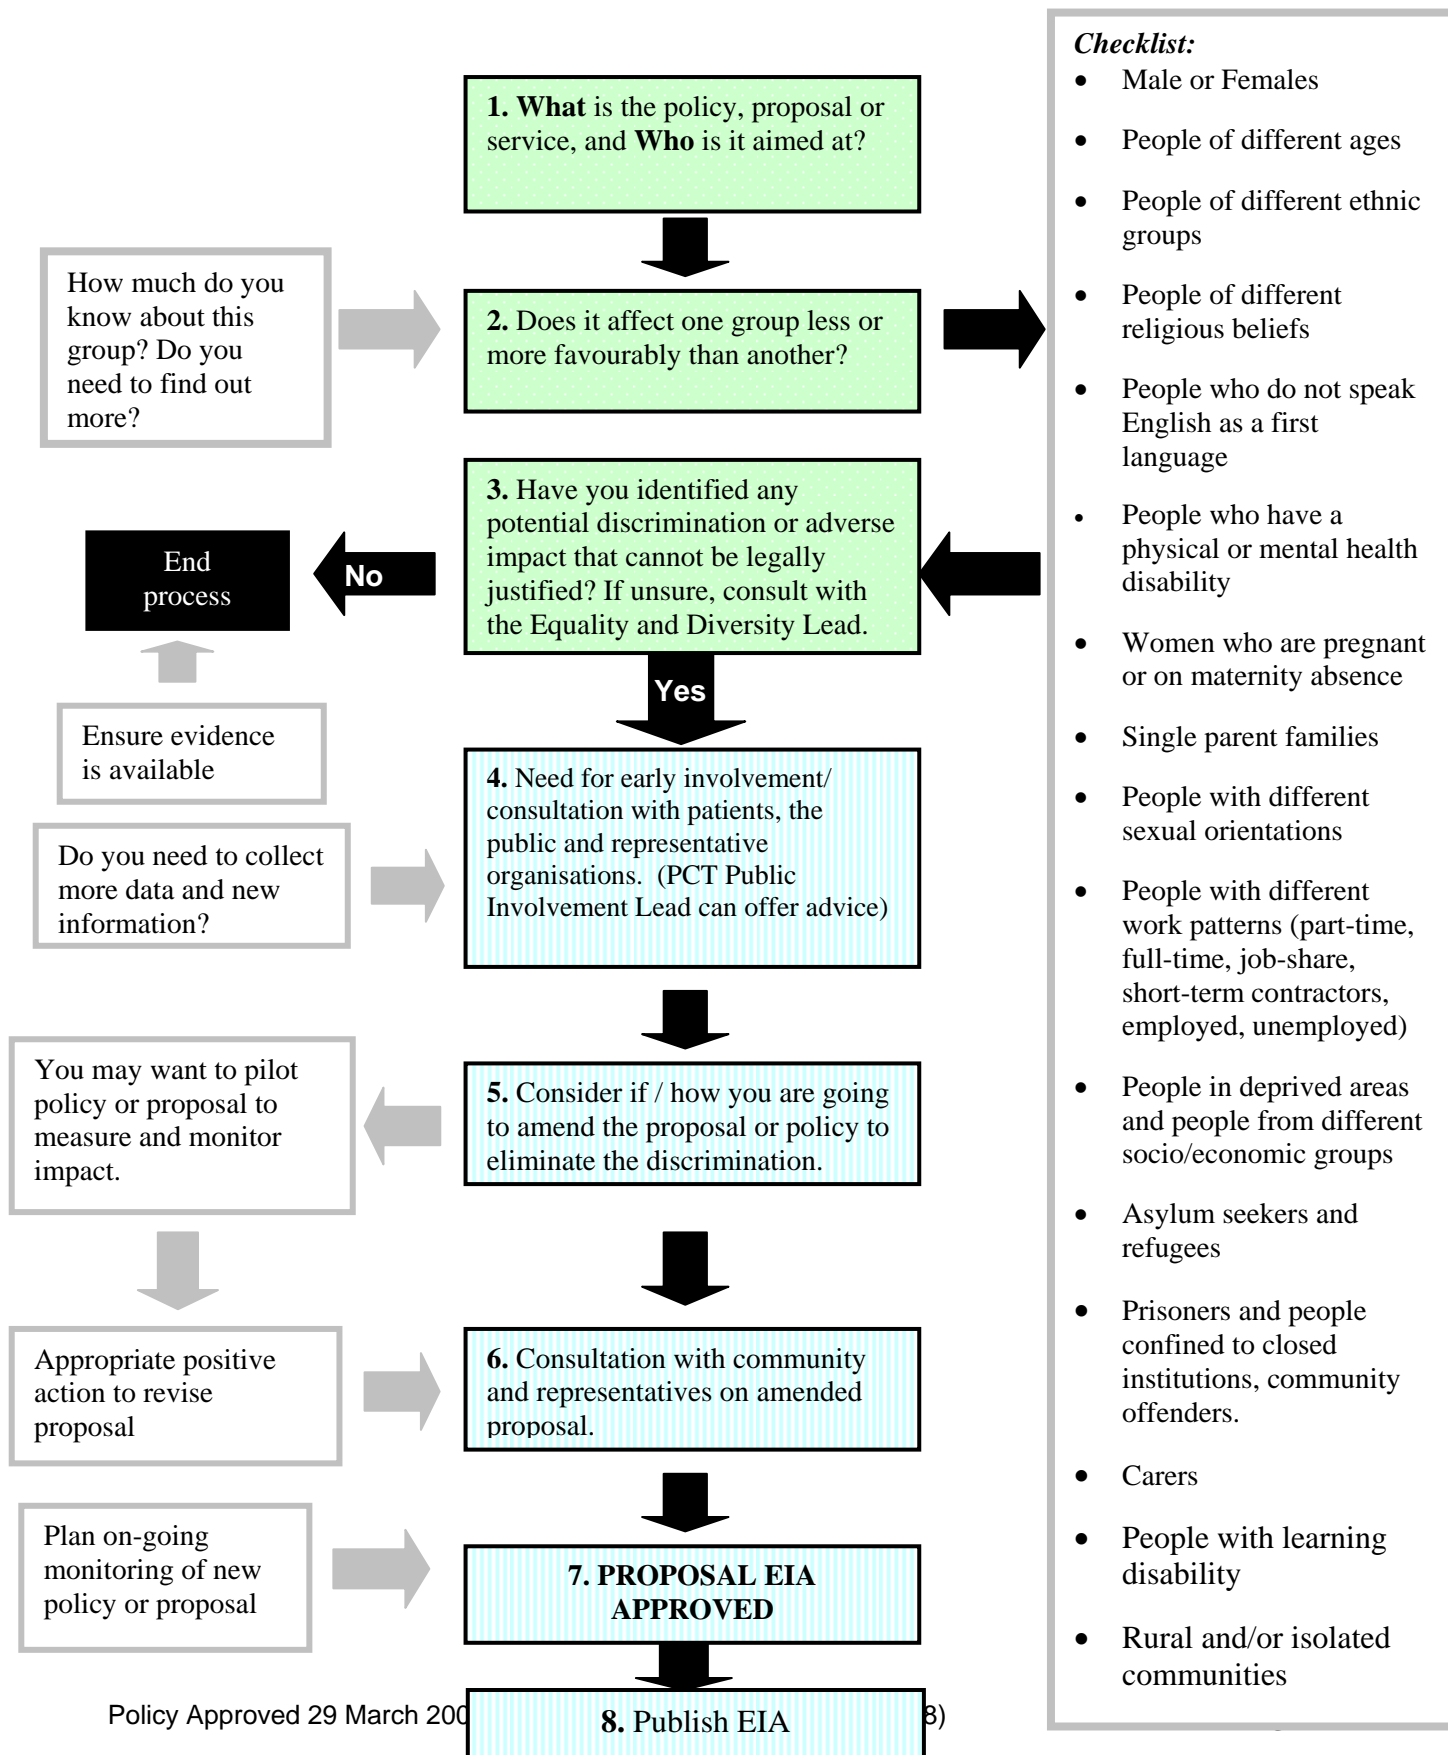 1. What is the policy, proposal or
service, and Who is it aimed at?
How much do you
know about this
group? Do you
need to find out
more?
2. Does it affect one group less or
more favourably than another?
Checklist:
• Male or Females
• People of different ages
• People of different ethnic
groups
• People of different
religious beliefs
• People who do not speak
English as a first
language
• People who have a
physical or mental health
disability
• Women who are pregnant
or on maternity absence
• Single parent families
• People with different
sexual orientations
• People with different
work patterns (part-time,
full-time, job-share,
short-term contractors,
employed, unemployed)
• People in deprived areas
and people from different
socio/economic groups
• Asylum seekers and
refugees
• Prisoners and people
confined to closed
institutions, community
offenders.
• Carers
• People with learning
disability
• Rural and/or isolated
communities
3. Have you identified any
potential discrimination or adverse
impact that cannot be legally
justified? If unsure, consult with
the Equality and Diversity Lead.
No
End
process
Ensure evidence
is available
Yes
4. Need for early involvement/
consultation with patients, the
public and representative
organisations. (PCT Public
Involvement Lead can offer advice)
Do you need to collect
more data and new
information?
5. Consider if / how you are going
to amend the proposal or policy to
eliminate the discrimination.
You may want to pilot
policy or proposal to
measure and monitor
impact.
Appropriate positive
action to revise
proposal
6. Consultation with community
and representatives on amended
proposal.
Plan on-going
monitoring of new
policy or proposal
7. PROPOSAL EIA
APPROVED
8. Publish EIA
Policy Approved 29 March 200 8)